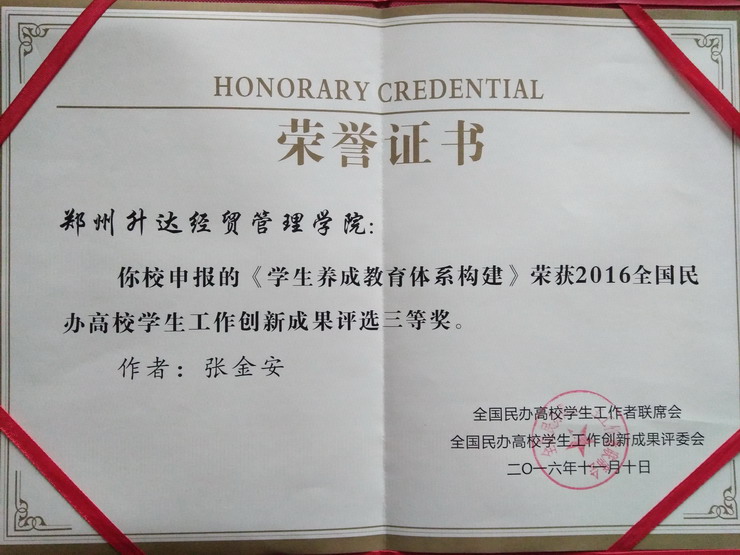 HONORARY CREDENTIAL
荣誉证书
郑州升达经贸管理学院：
你校申报的《学生养成教育体系构建》荣获2016全国民
办高校学生工作创新成果评选三等奖。
作者：张金安
全国民办高校学生工作者联席会
全国民办高校学生工作创新成果评委会
二〇一六年十一月十日